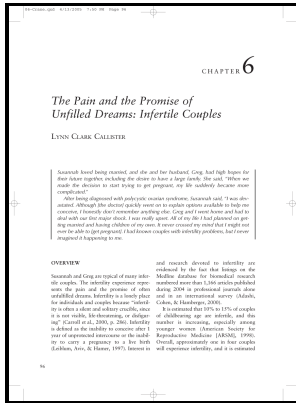 04-Crane.qxd 6/13/2005 7:50 PM Page 96
CHAPTER 6
The Pain and the Promise of
Unfilled Dreams: Infertile Couples
LYNN CLARK CALLISTER
Susannah loved being married, and she and her husband, Greg, had high hopes for
their future together, including the desire to have a large family. She said, "When we
made the decision to start trying to get pregnant, my life suddenly became more
complicated."
After being diagnosed with polycystic ovarian syndrome, Susannah said, "I was dev-
astated. Although [the doctor] quickly went on to explain options available to help me
conceive, I honestly don't remember anything else. Greg and I went home and had to
deal with our first major shock. I was really upset. All of my life I had planned on get-
ting married and having children of my own. It never crossed my mind that I might not
ever be able to [get pregnant]. I had known couples with infertility problems, but I never
imagined it happening to me.
OVERVIEW
Susannah and Greg are typical of many infer-
tile couples. The infertility experience repre-
sents the pain and the promise of often
unfulfilled dreams. Infertility is a lonely place
for individuals and couples because "infertil-
ity is often a silent and solitary crucible, since
it is not visible, life-threatening, or disfigur-
ing" (Carroll et al., 2000, p. 286). Infertility
is defined as the inability to conceive after 1
year of unprotected intercourse or the inabil-
ity to carry a pregnancy to a live birth
(Leiblum, Aviv, & Hamer, 1997). Interest in
and research devoted to infertility are
evidenced by the fact that listings on the
Medline database for biomedical research
numbered more than 1,166 articles published
during 2004 in professional journals alone
and in an international survey (Adashi,
Cohen, & Hamberger, 2000).
It is estimated that 10% to 15% of couples
of childbearing age are infertile, and this
number is increasing, especially among
younger women (American Society for
Reproductive Medicine [ARSM], 1998).
Overall, approximately one in four couples
will experience infertility, and it is estimated
96